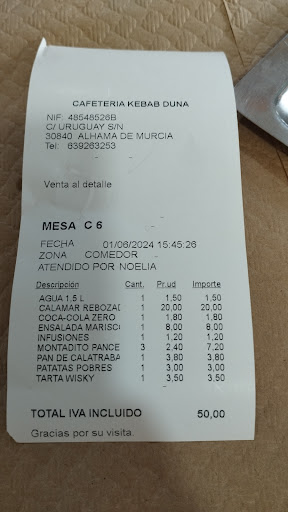 CAFETERIA KEBAB DUNA
NIF: 48548526B
C/ URUGUAY S/N
30840 ALHAMA DE MURCIA
Tel: 639263253
Venta al detalle
MESA C 6
FECHA 01/06/2024 15:45:26
ZONA COMEDOR
ATENDIDO POR NOELIA
Descripción Cant. Pr.ud Importe
AGUA 1.5 L 1 1,50 1,50
CALAMAR REBOZAD 1 20,00 20,00
COCA-COLA ZERO 1 1,80 1,80
ENSALADA MARISCO 1 8,00 8,00
INFUSIONES 1 1,20 1,20
MONTADITO PANCE 3 2,40 7,20
PAN DE CALATRABA 1 3,80 3,80
PATATAS POBRES 1 3,00 3,00
TARTA WISKY 1 3,50 3,50
TOTAL IVA INCLUIDO 50,00
Gracias por su visita.